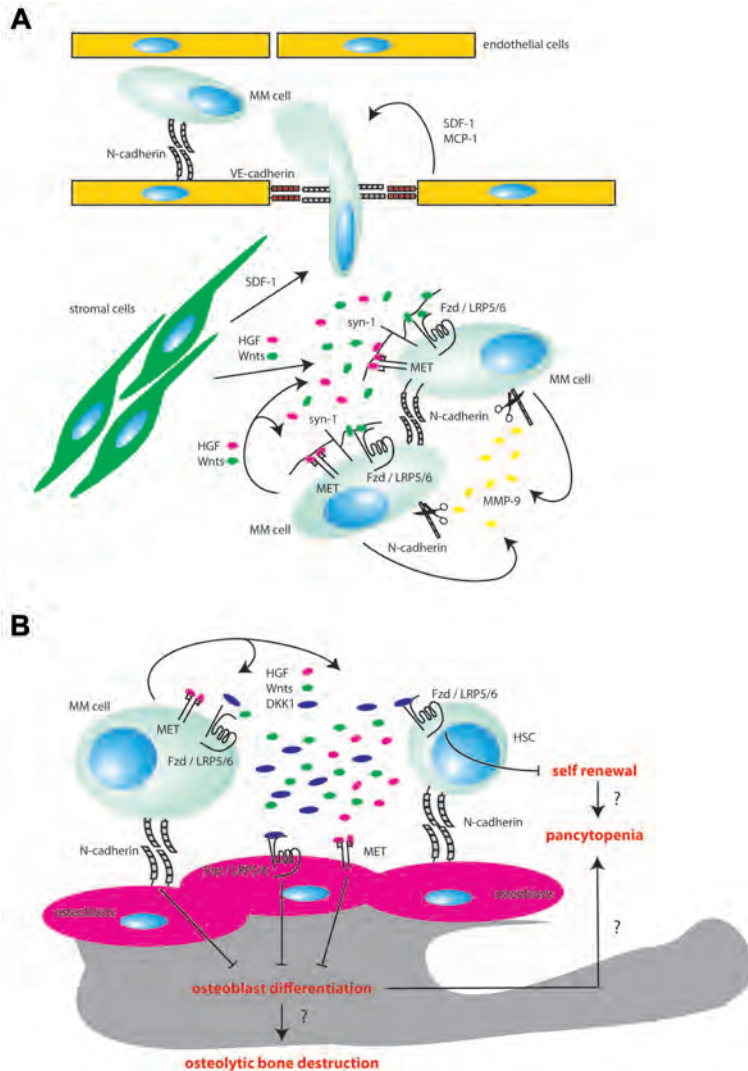 A
endothelial cells
MM cell
SDF-1
MCP-1
N-cadherin
VE-cadherin
SDF-1
stromal cells
Fzd / LRP5/6
syn-1
HGF
Wnts
MET
MM cell
N-cadherin
syn-1
HGF
Wnts
Fzd / LRP5/6
MET
MMP-9
MM cell
N-cadherin
B
HGF
Wnts
DKK1
Fzd / LRP5/6
MM cell
MET
HSC
Fzd / LRP5/6
self renewal
?
N-cadherin
pancytopenia
N-cadherin
MET
Fzd / LRP5/6
osteoblasts
osteoblasts
?
osteoblast differentiation
?
osteolytic bone destruction